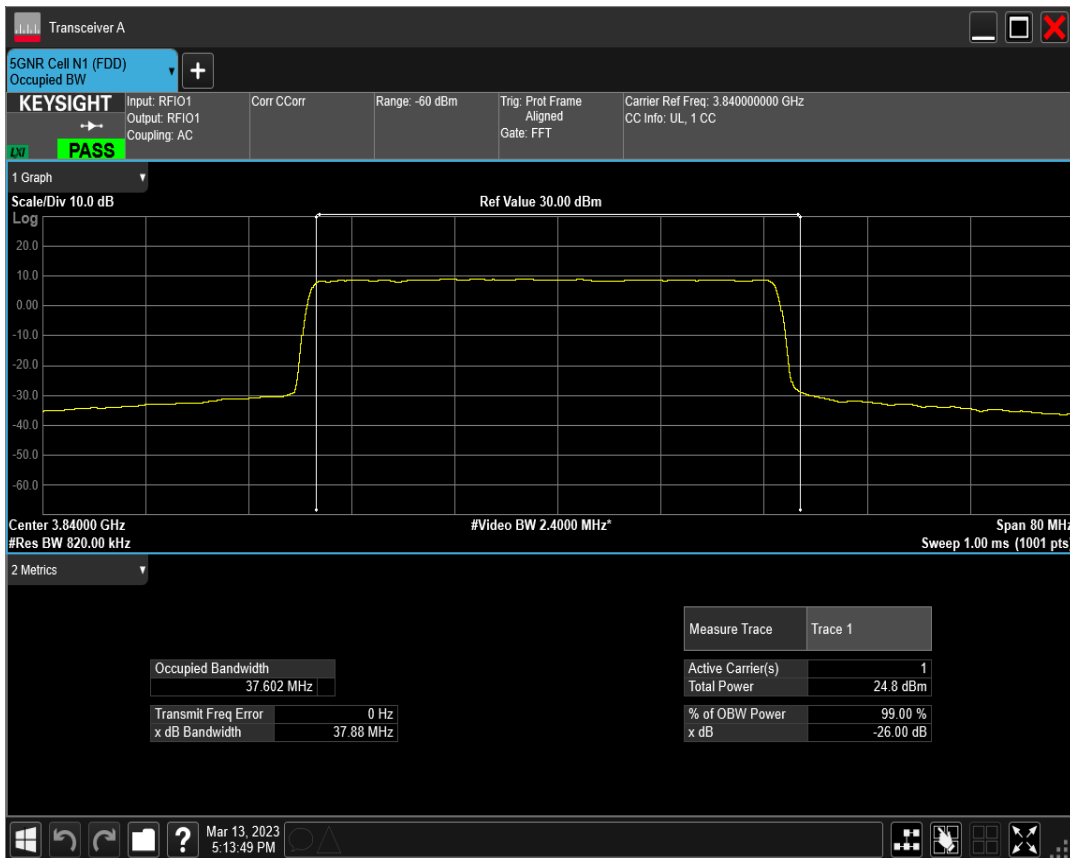 Transceiver A
5GNR Cell N1 (FDD)
Occupied BW
+
KEYSIGHT
LXI
PASS
Input: RFIO1
Output: RFIO1
Coupling: AC
Corr CCorr
Range: -60 dBm
Trig: Prot Frame
Aligned
Gate: FFT
Carrier Ref Freq: 3.840000000 GHz
CC Info: UL, 1 CC
1 Graph
Scale/Div 10.0 dB
Ref Value 30.00 dBm
Log
20.0
10.0
0.00
-10.0
-20.0
-30.0
-40.0
-50.0
-60.0
Center 3.84000 GHz
#Video BW 2.4000 MHz*
Span 80 MHz
#Res BW 820.00 kHz
Sweep 1.00 ms (1001 pts)
2 Metrics
Measure Trace Trace 1
Occupied Bandwidth
37.602 MHz
Active Carrier(s) 1
Total Power 24.8 dBm
Transmit Freq Error 0 Hz
x dB Bandwidth 37.88 MHz
% of OBW Power 99.00 %
x dB -26.00 dB
?
Mar 13, 2023
5:13:49 PM